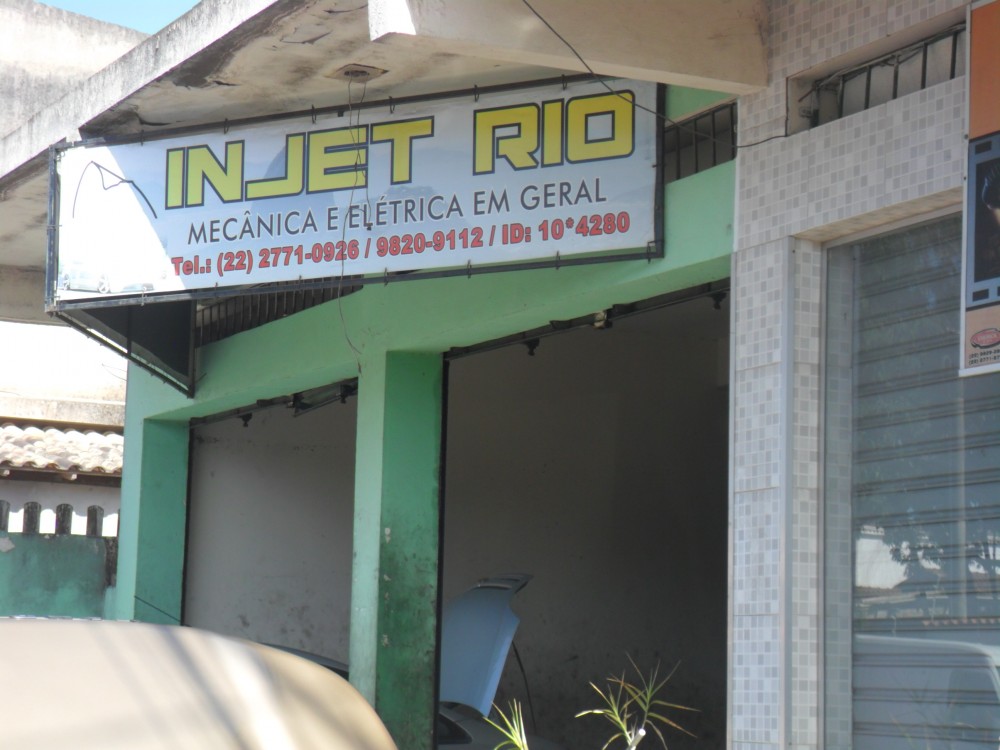 INJET RIO
MECÂNICA E ELÉTRICA EM GERAL
Tel.: (22) 2771-0926 / 9820-9112 / ID: 10*4280